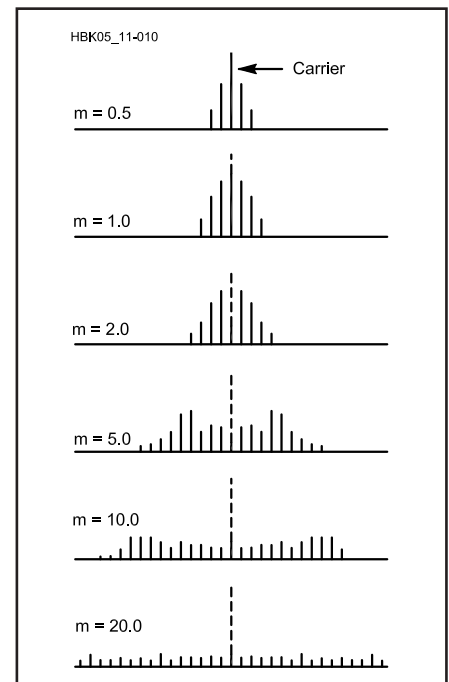 HBK05_11-010
Carrier
m = 0.5
m = 1.0
m = 2.0
m = 5.0
m = 10.0
m = 20.0